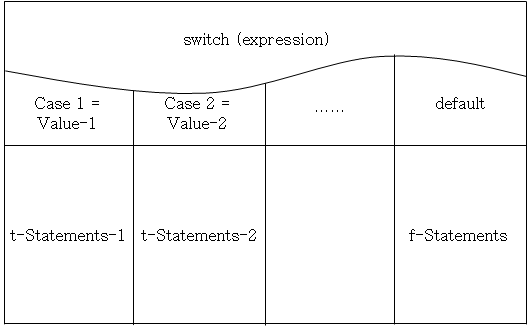 switch (expression)
Case 1 =
Value-1
Case 2 =
Value-2
......
default
t-Statements-1
t-Statements-2
f-Statements